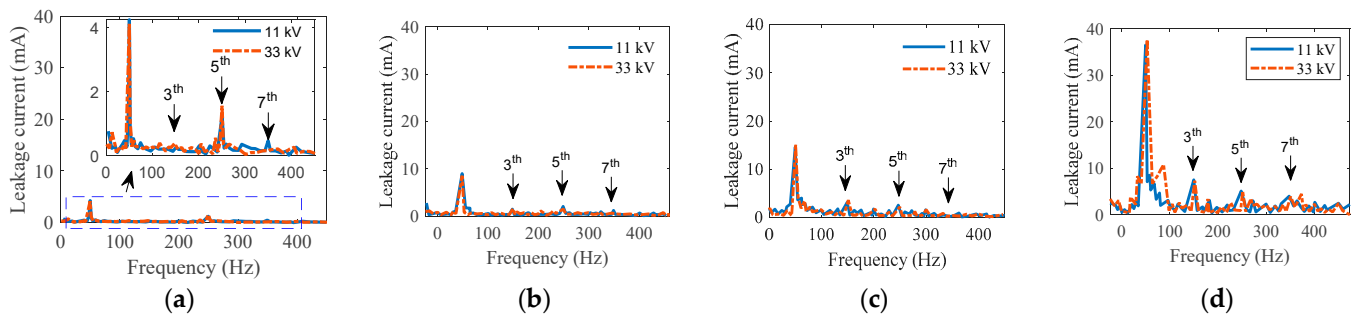 40
30
20
10
0
Leakage current (mA)
0 100 200 300 400
Frequency (Hz)
4
2
0
0 100 200 300 400
11 kV
33 kV
3th
5th
7th
(a)
40
30
20
10
0
Leakage current (mA)
0 100 200 300 400
Frequency (Hz)
11 kV
33 kV
3th
5th
7th
(b)
40
30
20
10
0
Leakage current (mA)
0 100 200 300 400
Frequency (Hz)
11 kV
33 kV
3th
5th
7th
(c)
40
30
20
10
0
Leakage current (mA)
0 100 200 300 400
Frequency (Hz)
11 kV
33 kV
3th
5th
7th
(d)